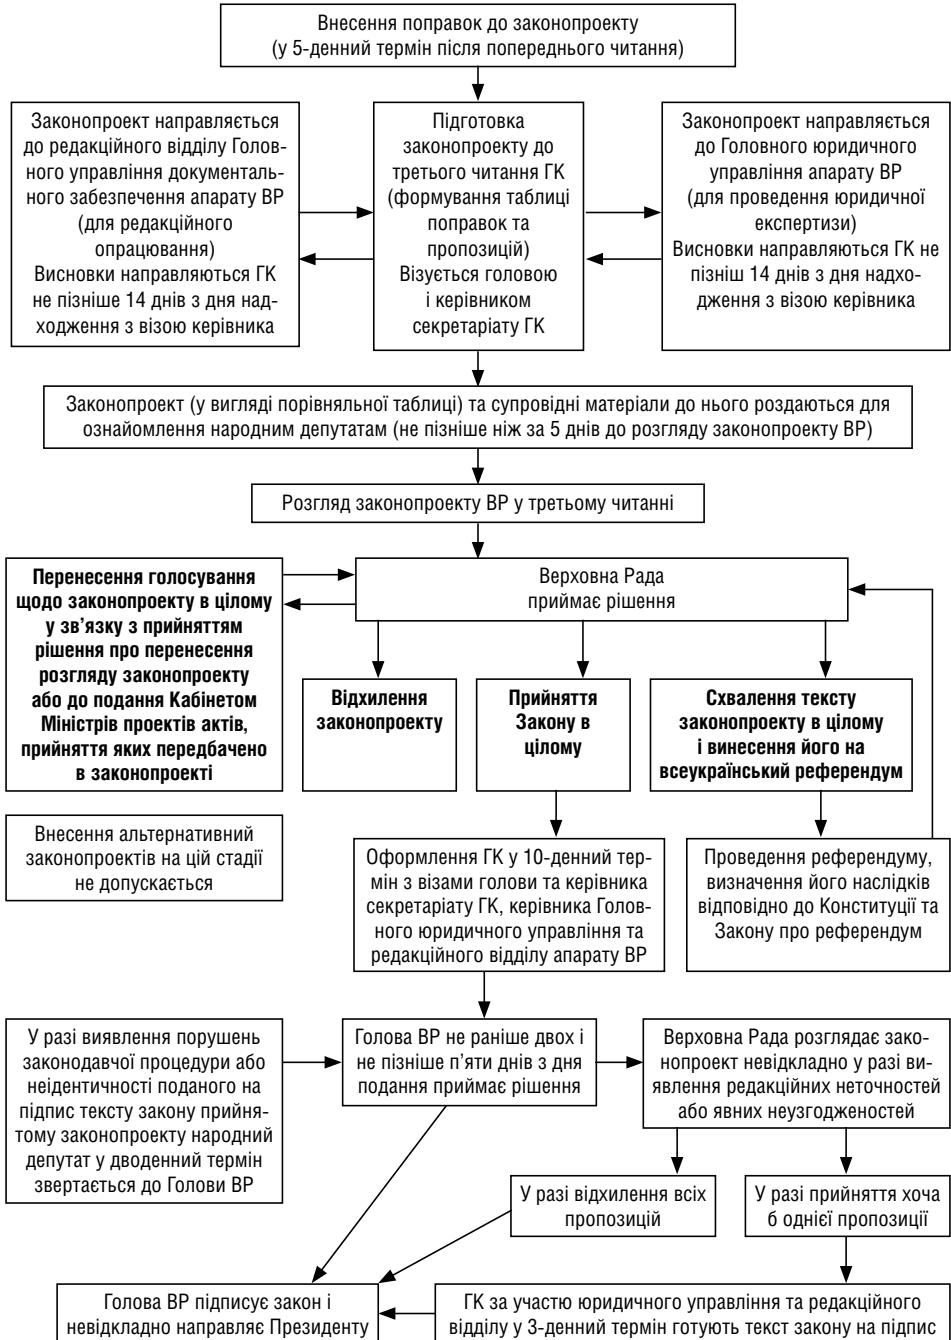 Внесення поправок до законопроекту
(у 5-денний термін після попереднього читання)
Законопроект направляється
до редакційного відділу Голов-
ного управління документаль-
ного забезпечення апарату ВР
(для редакційного
опрацювання)
Висновки направляються ГК
не пізніше 14 днів з дня над-
ходження з візою керівника
Підготовка
законопроекту до
третього читання ГК
(формування таблиці
поправок та
пропозицій)
Візується головою
і керівником
секретаріату ГК
Законопроект направляється
до Головного юридичного
управління апарату ВР
(для проведення юридичної
експертизи)
Висновки направляються ГК не
пізніш 14 днів з дня надхо-
дження з візою керівника
Законопроект (у вигляді порівняльної таблиці) та супровідні матеріали до нього роздаються для
ознайомлення народним депутатам (не пізніше ніж за 5 днів до розгляду законопроекту ВР)
Розгляд законопроекту ВР у третьому читанні
Перенесення голосування
щодо законопроекту в цілому
у зв’язку з прийняттям
рішення про перенесення
розгляду законопроекту
або до подання Кабінетом
Міністрів проектів актів,
прийняття яких передбачено
в законопроекті
Верховна Рада
приймає рішення
Відхилення
законопроекту
Прийняття
Закону в
цілому
Схвалення тексту
законопроекту в цілому
і винесення його на
всеукраїнський референдум
Внесення альтернативний
законопроектів на цій стадії
не допускається
Оформлення ГК у 10-денний тер-
мін з візами голови та керівника
секретаріату ГК, керівника Голов-
ного юридичного управління та
редакційного відділу апарату ВР
Проведення референдуму,
визначення його наслідків
відповідно до Конституції та
Закону про референдум
У разі виявлення порушень
законодавчої процедури або
неідентичності поданого на
підпис тексту закону прийня-
тому законопроекту народний
депутат у дводенний термін
звертається до Голови ВР
Голова ВР не раніше двох і
не пізніше п’яти днів з дня
подання приймає рішення
Верховна Рада розглядає зако-
нопроект невідкладно у разі ви-
явлення редакційних неточностей
або явних неузгодженостей
У разі відхилення всіх
пропозицій
У разі прийняття хоча
б однієї пропозиції
Голова ВР підписує закон і
невідкладно направляє Президенту
ГК за участю юридичного управління та редакційного
відділу у 3-денний термін готують текст закону на підпис